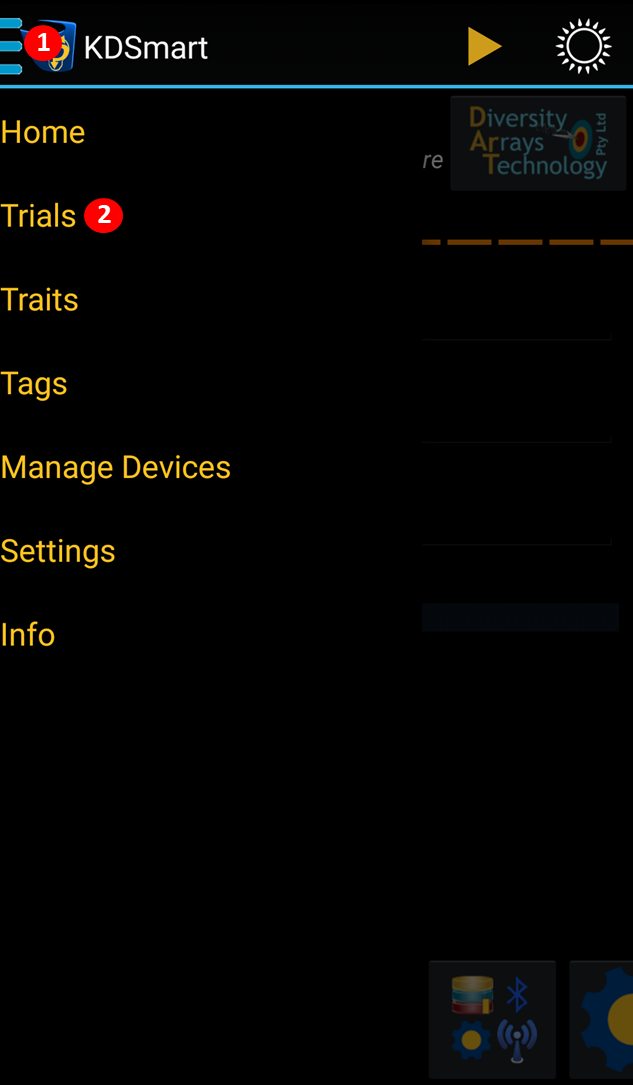 1
KDSmart
Home
Trials 2
Traits
Tags
Manage Devices
Settings
Info
re
Diversity
Arrays
Technology
Pty Ltd